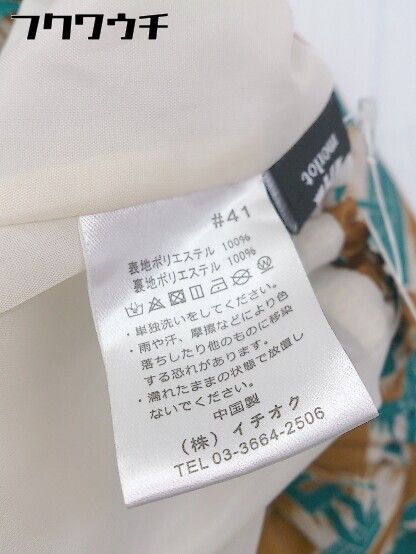 フクワウチ
merlot
#41
表地ポリエステル 100%
裏地ポリエステル 100%
・単独洗いをしてください。
・雨や汗、摩擦などにより色
落ちしたり他のものに移染
する恐れがあります。
・濡れたままの状態で放置し
ないでください。
中国製
(株) イチオク
TEL 03-3664-2506